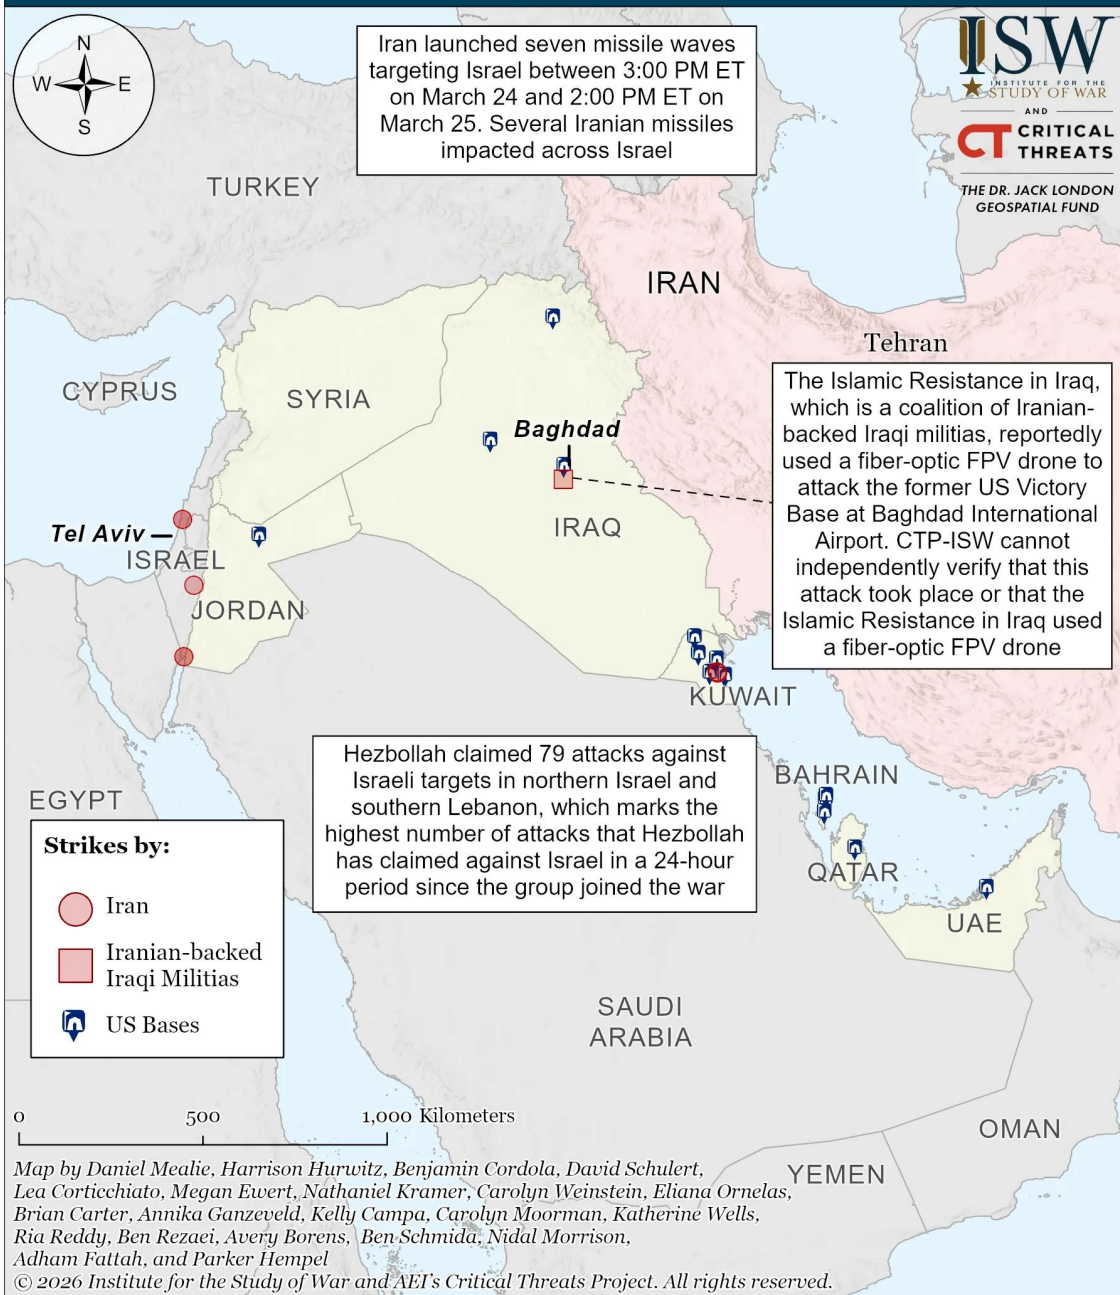 N
W
E
S
Iran launched seven missile waves
targeting Israel between 3:00 PM ET
on March 24 and 2:00 PM ET on
March 25. Several Iranian missiles
impacted across Israel
ISW
INSTITUTE FOR THE
STUDY OF WAR
AND
CT CRITICAL
THREATS
THE DR. JACK LONDON
GEOSPATIAL FUND
TURKEY
IRAN
Tehran
CYPRUS
SYRIA
Baghdad
The Islamic Resistance in Iraq,
which is a coalition of Iranian-
backed Iraqi militias, reportedly
used a fiber-optic FPV drone to
attack the former US Victory
Base at Baghdad International
Airport. CTP-ISW cannot
independently verify that this
attack took place or that the
Islamic Resistance in Iraq used
a fiber-optic FPV drone
IRAQ
Tel Aviv
ISRAEL
JORDAN
KUWAIT
Hezbollah claimed 79 attacks against
Israeli targets in northern Israel and
southern Lebanon, which marks the
highest number of attacks that Hezbollah
has claimed against Israel in a 24-hour
period since the group joined the war
BAHRAIN
EGYPT
QATAR
UAE
Strikes by:
Iran
Iranian-backed
Iraqi Militias
US Bases
SAUDI
ARABIA
0 500 1,000 Kilometers
OMAN
YEMEN
Map by Daniel Mealie, Harrison Hurwitz, Benjamin Cordola, David Schulert,
Lea Corticchiato, Megan Ewert, Nathaniel Kramer, Carolyn Weinstein, Eliana Ornelas,
Brian Carter, Annika Ganzeveld, Kelly Campa, Carolyn Moorman, Katherine Wells,
Ria Reddy, Ben Rezaei, Avery Borens, Ben Schmida, Nidal Morrison,
Adham Fattah, and Parker Hempel
© 2026 Institute for the Study of War and AEI's Critical Threats Project. All rights reserved.